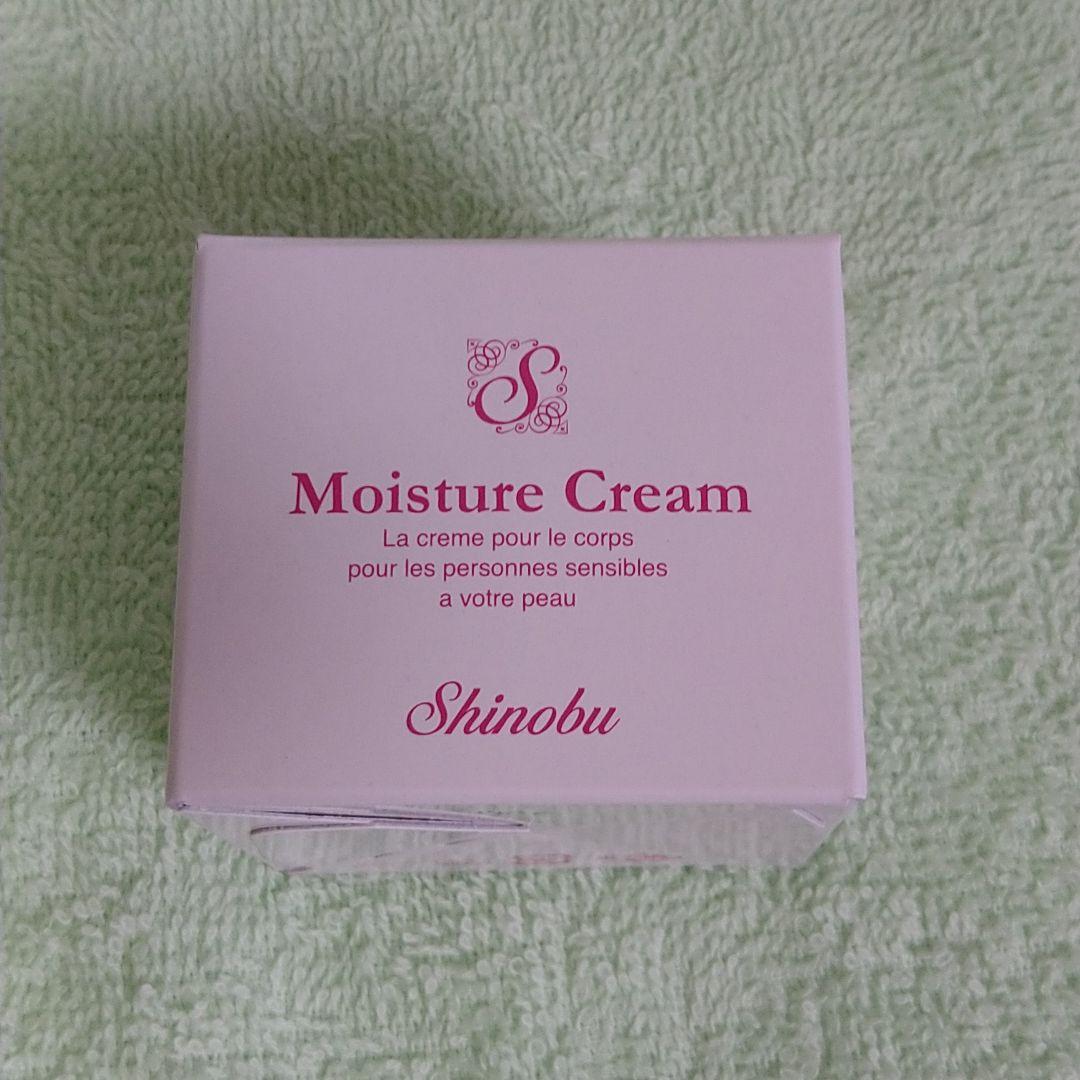 S
Moisture Cream
La creme pour le corps
pour les personnes sensibles
a votre peau
Shinobu